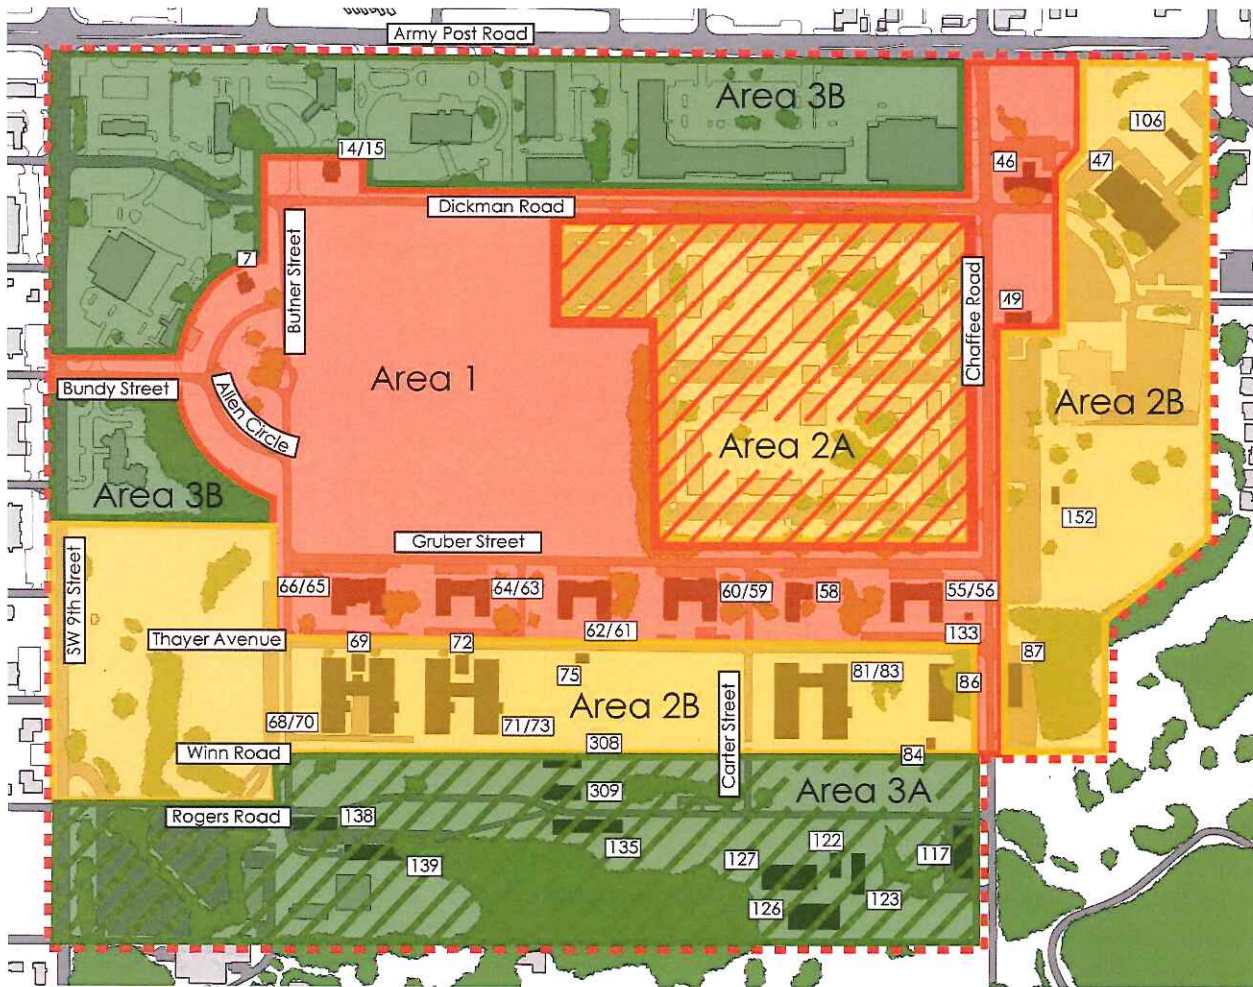 Army Post Road
Area 3B
106
14/15
46
47
Dickman Road
7
Butner Street
Chaffee Road
49
Area 1
Bundy Street
Allen Circle
Area 2B
Area 2A
Area 3B
152
Gruber Street
SW 9th Street
66/65
64/63
60/59
58
55/56
62/61
133
Thayer Avenue
69
72
75
81/83
87
86
Carter Street
68/70
71/73
Area 2B
308
Winn Road
84
309
Area 3A
Rogers Road
138
135
122
117
139
127
123
126